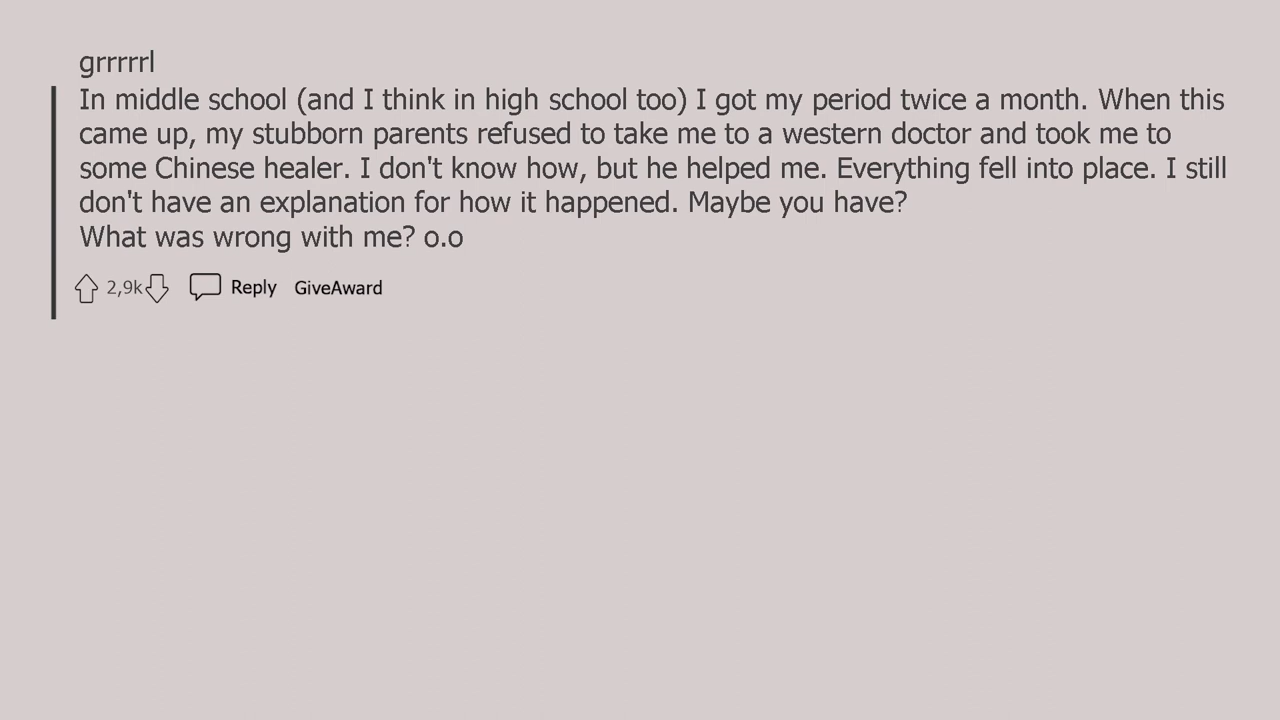 grrrrrl
In middle school (and I think in high school too) I got my period twice a month. When this
came up, my stubborn parents refused to take me to a western doctor and took me to
some Chinese healer. I don't know how, but he helped me. Everything fell into place. I still
don't have an explanation for how it happened. Maybe you have?
What was wrong with me? o.o
2,9k Reply GiveAward